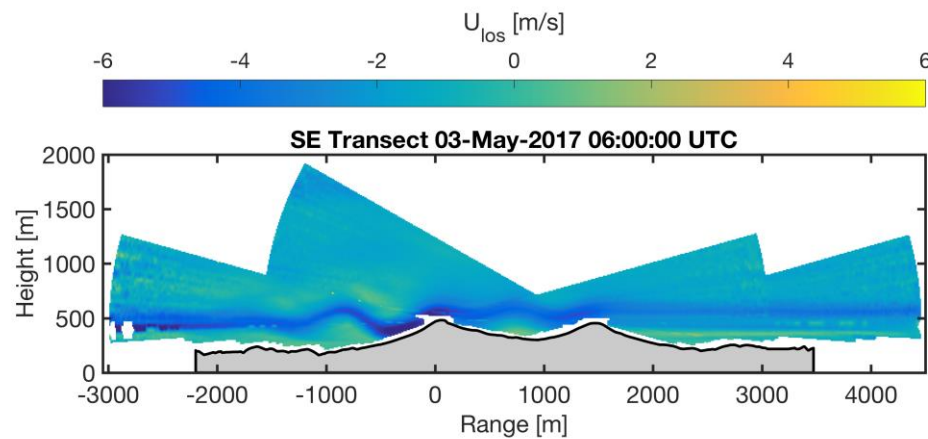 U_los [m/s]
-6 -4 -2 0 2 4 6
SE Transect 03-May-2017 06:00:00 UTC
2000
1500
1000
500
0
Height [m]
-3000 -2000 -1000 0 1000 2000 3000 4000
Range [m]